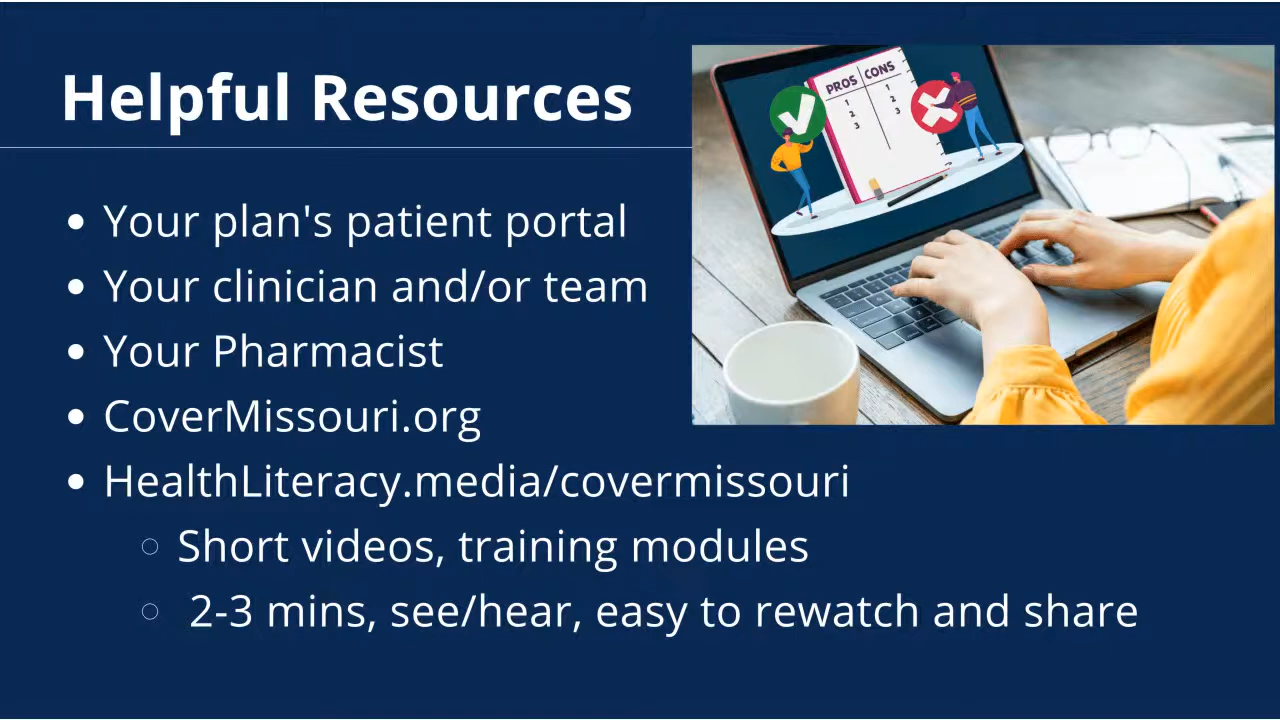 Helpful Resources
PROS CONS
1 1
2 2
3 3
Your plan's patient portal
Your clinician and/or team
Your Pharmacist
CoverMissouri.org
HealthLiteracy.media/covermissouri
Short videos, training modules
2-3 mins, see/hear, easy to rewatch and share